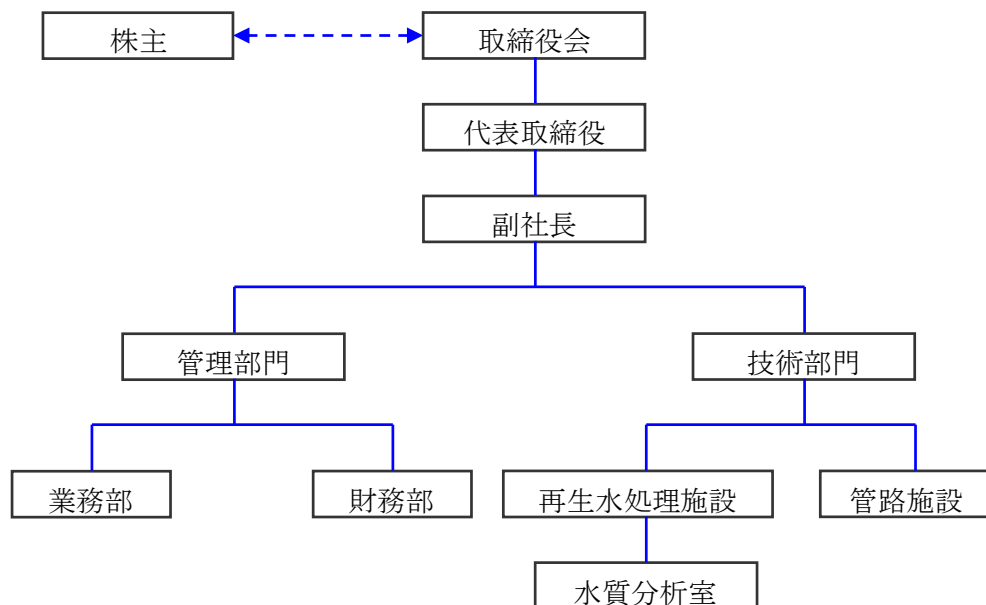 株主
取締役会
代表取締役
副社長
管理部門
技術部門
業務部
財務部
再生水処理施設
管路施設
水質分析室